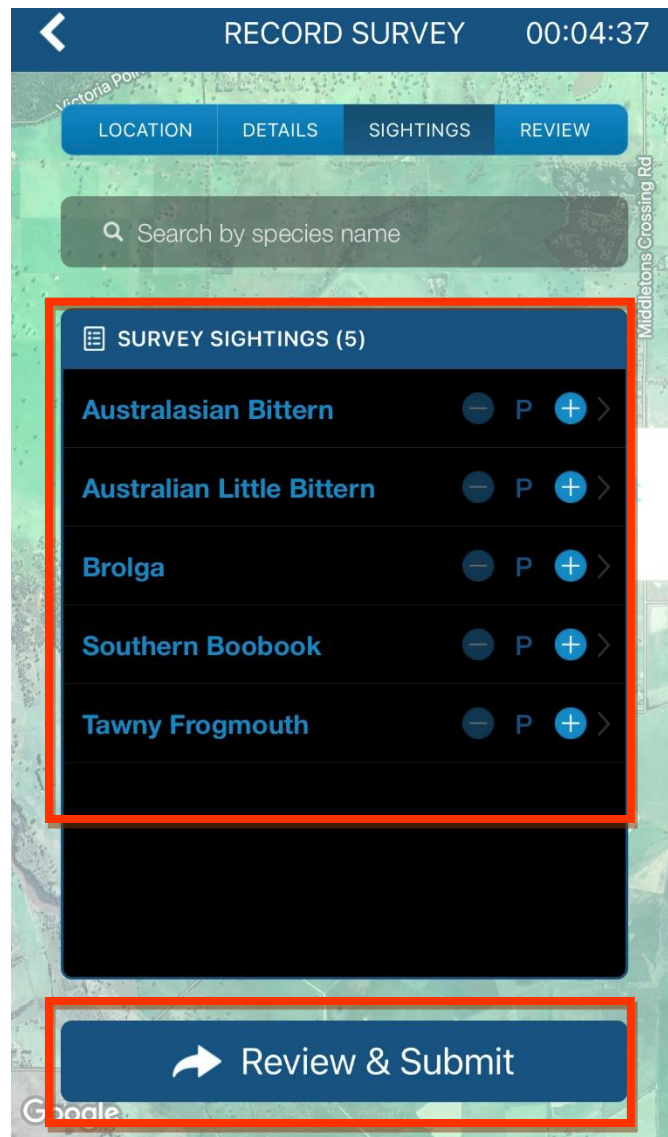 RECORD SURVEY 00:04:37
Victoria Poi
LOCATION DETAILS SIGHTINGS REVIEW
Search by species name
Middletons Crossing Rd
SURVEY SIGHTINGS (5)
Australasian Bittern P
Australian Little Bittern P
Brolga P
Southern Boobook P
Tawny Frogmouth P
Review & Submit
Google